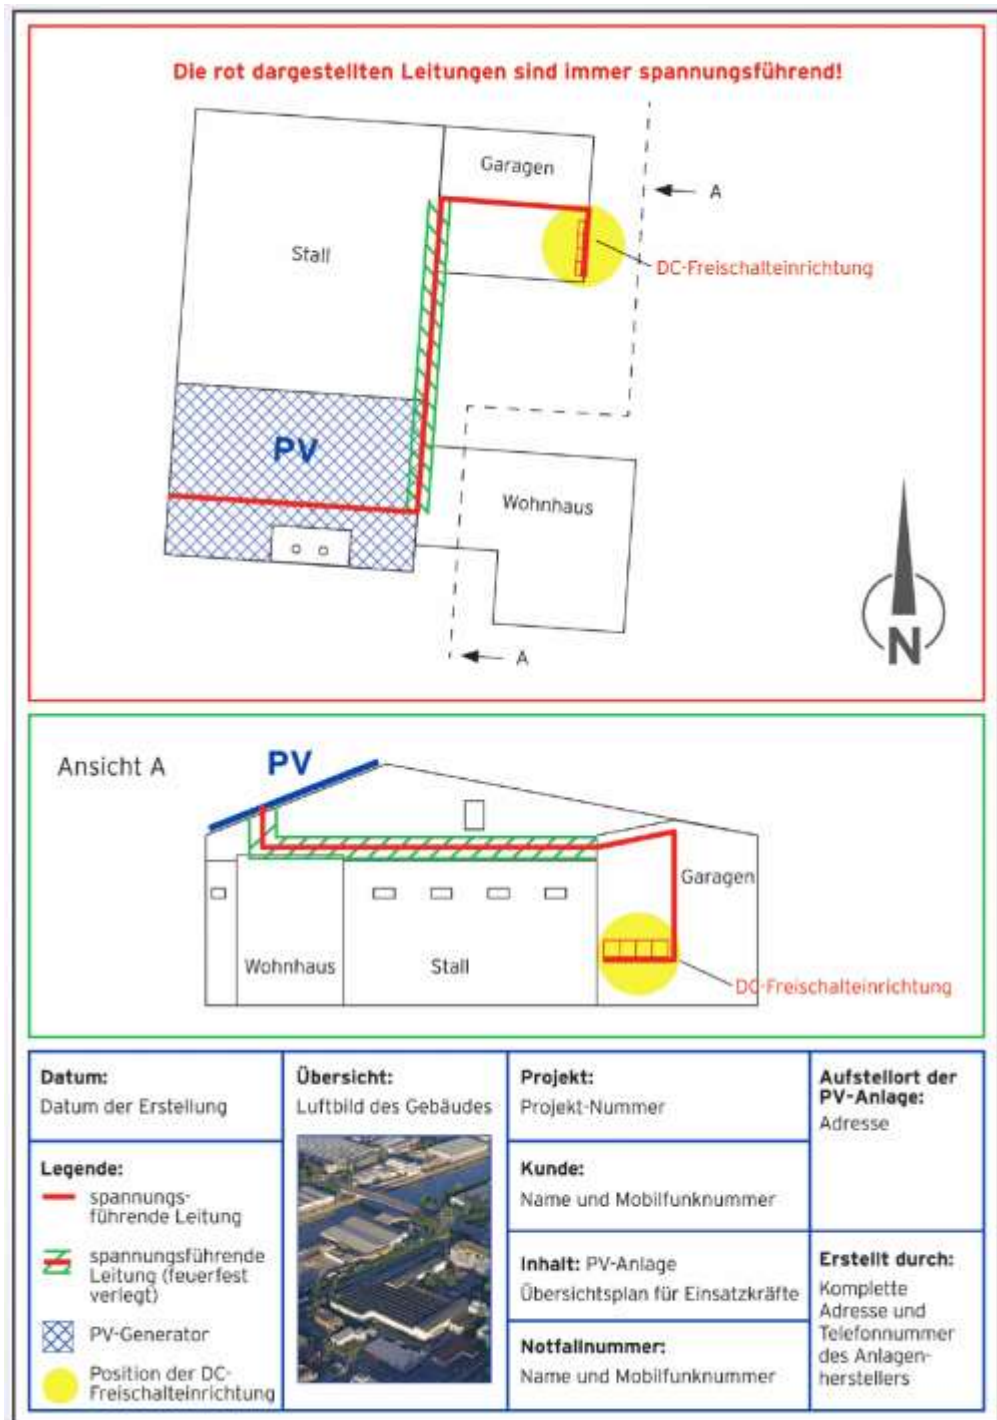 Die rot dargestellten Leitungen sind immer spannungsführend!
Garagen
A
Stall
DC-Freischalteinrichtung
PV
Wohnhaus
N
A
Ansicht A
PV
Garagen
Wohnhaus
Stall
DC-Freischalteinrichtung
Datum:
Datum der Erstellung
Legende:
spannungs-
führende Leitung
spannungsführende
Leitung (feuerfest
verlegt)
PV-Generator
Position der DC-
Freischalteinrichtung
Übersicht:
Luftbild des Gebäudes
Projekt:
Projekt-Nummer
Kunde:
Name und Mobilfunknummer
Inhalt: PV-Anlage
Übersichtsplan für Einsatzkräfte
Notfallnummer:
Name und Mobilfunknummer
Aufstellort der
PV-Anlage:
Adresse
Erstellt durch:
Komplette
Adresse und
Telefonnummer
des Anlagen-
herstellers